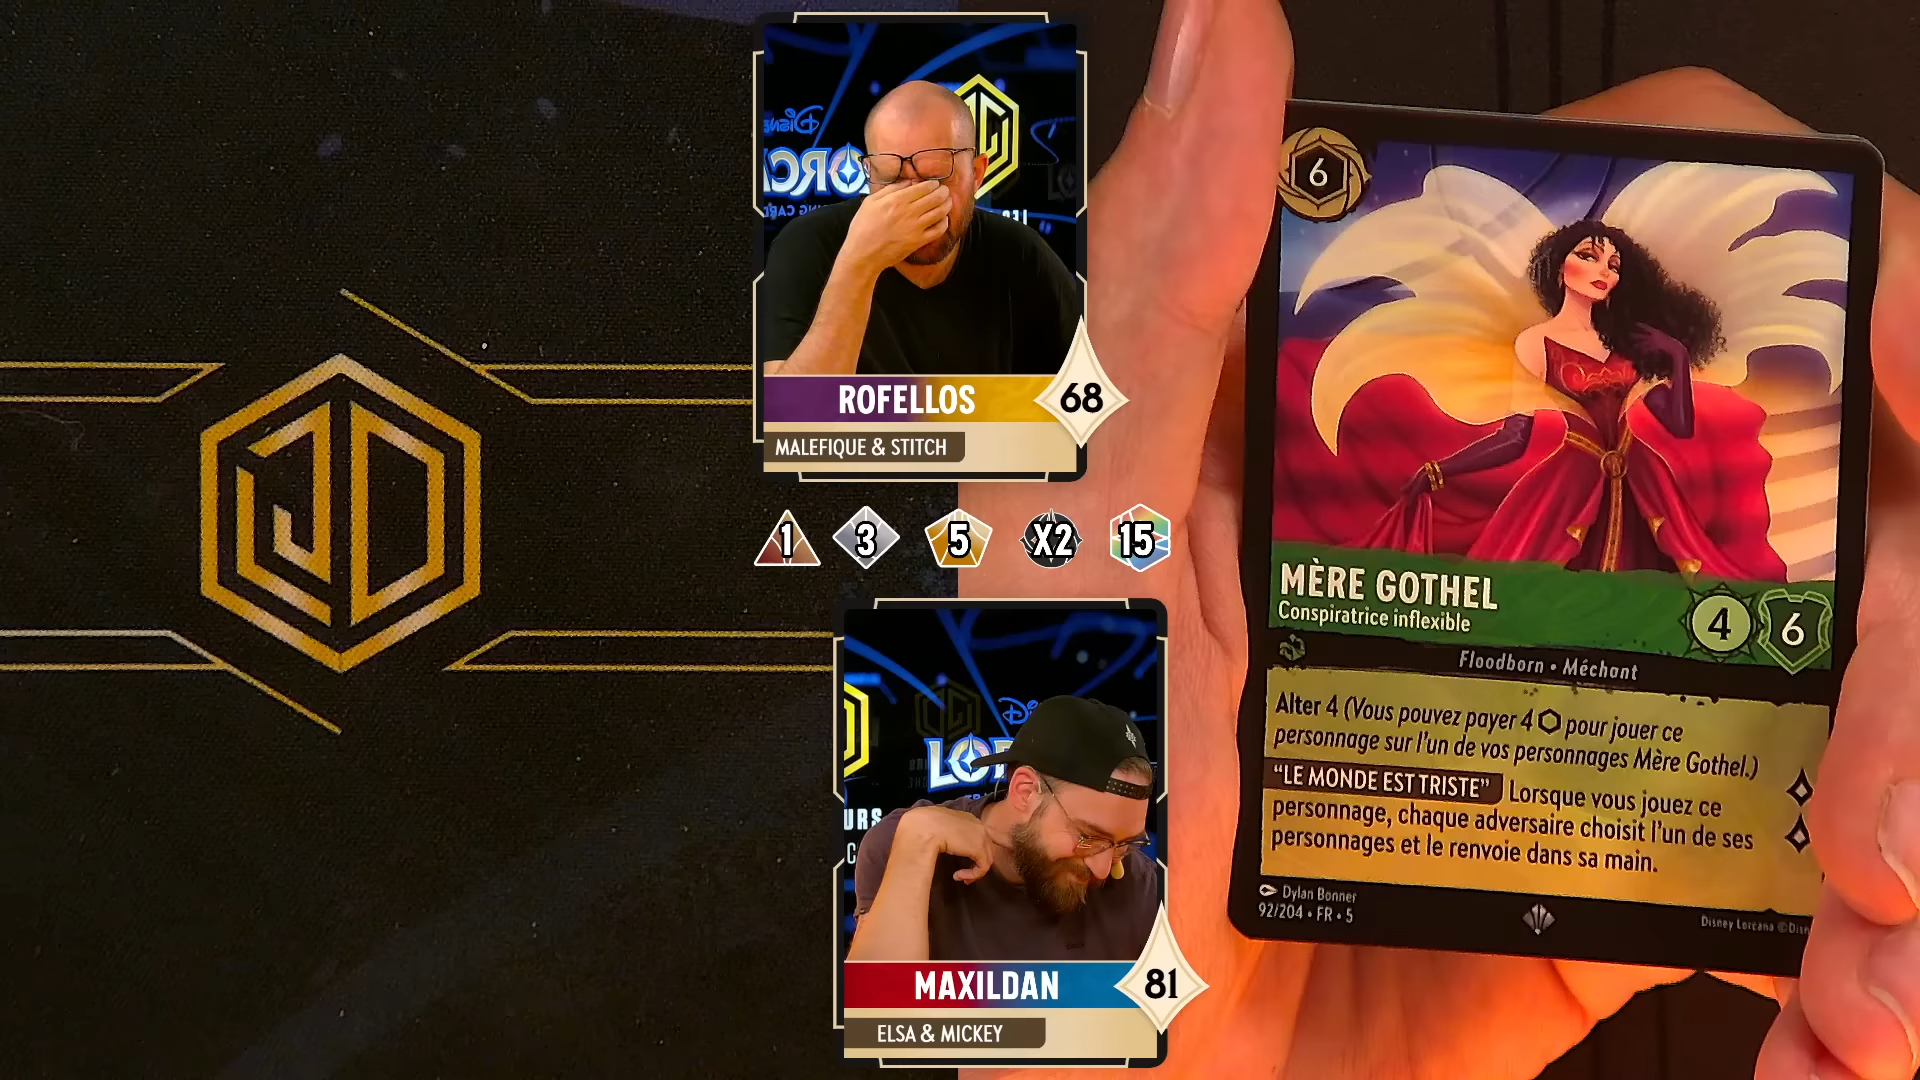 ROFELLOS
68
MALEFIQUE & STITCH
1
3
5
X2
15
LOR
URS
MAXILDAN
81
ELSA & MICKEY
6
MÈRE GOTHEL
Conspiratrice inflexible
4
6
Floodborn • Méchant
Alter 4 (Vous pouvez payer 4 pour jouer ce
personnage sur l'un de vos personnages Mère Gothel.)
"LE MONDE EST TRISTE" Lorsque vous jouez ce
personnage, chaque adversaire choisit l'un de ses
personnages et le renvoie dans sa main.
Dylan Bonner
92/204 • FR • 5
Disney Lorcana ©Disn